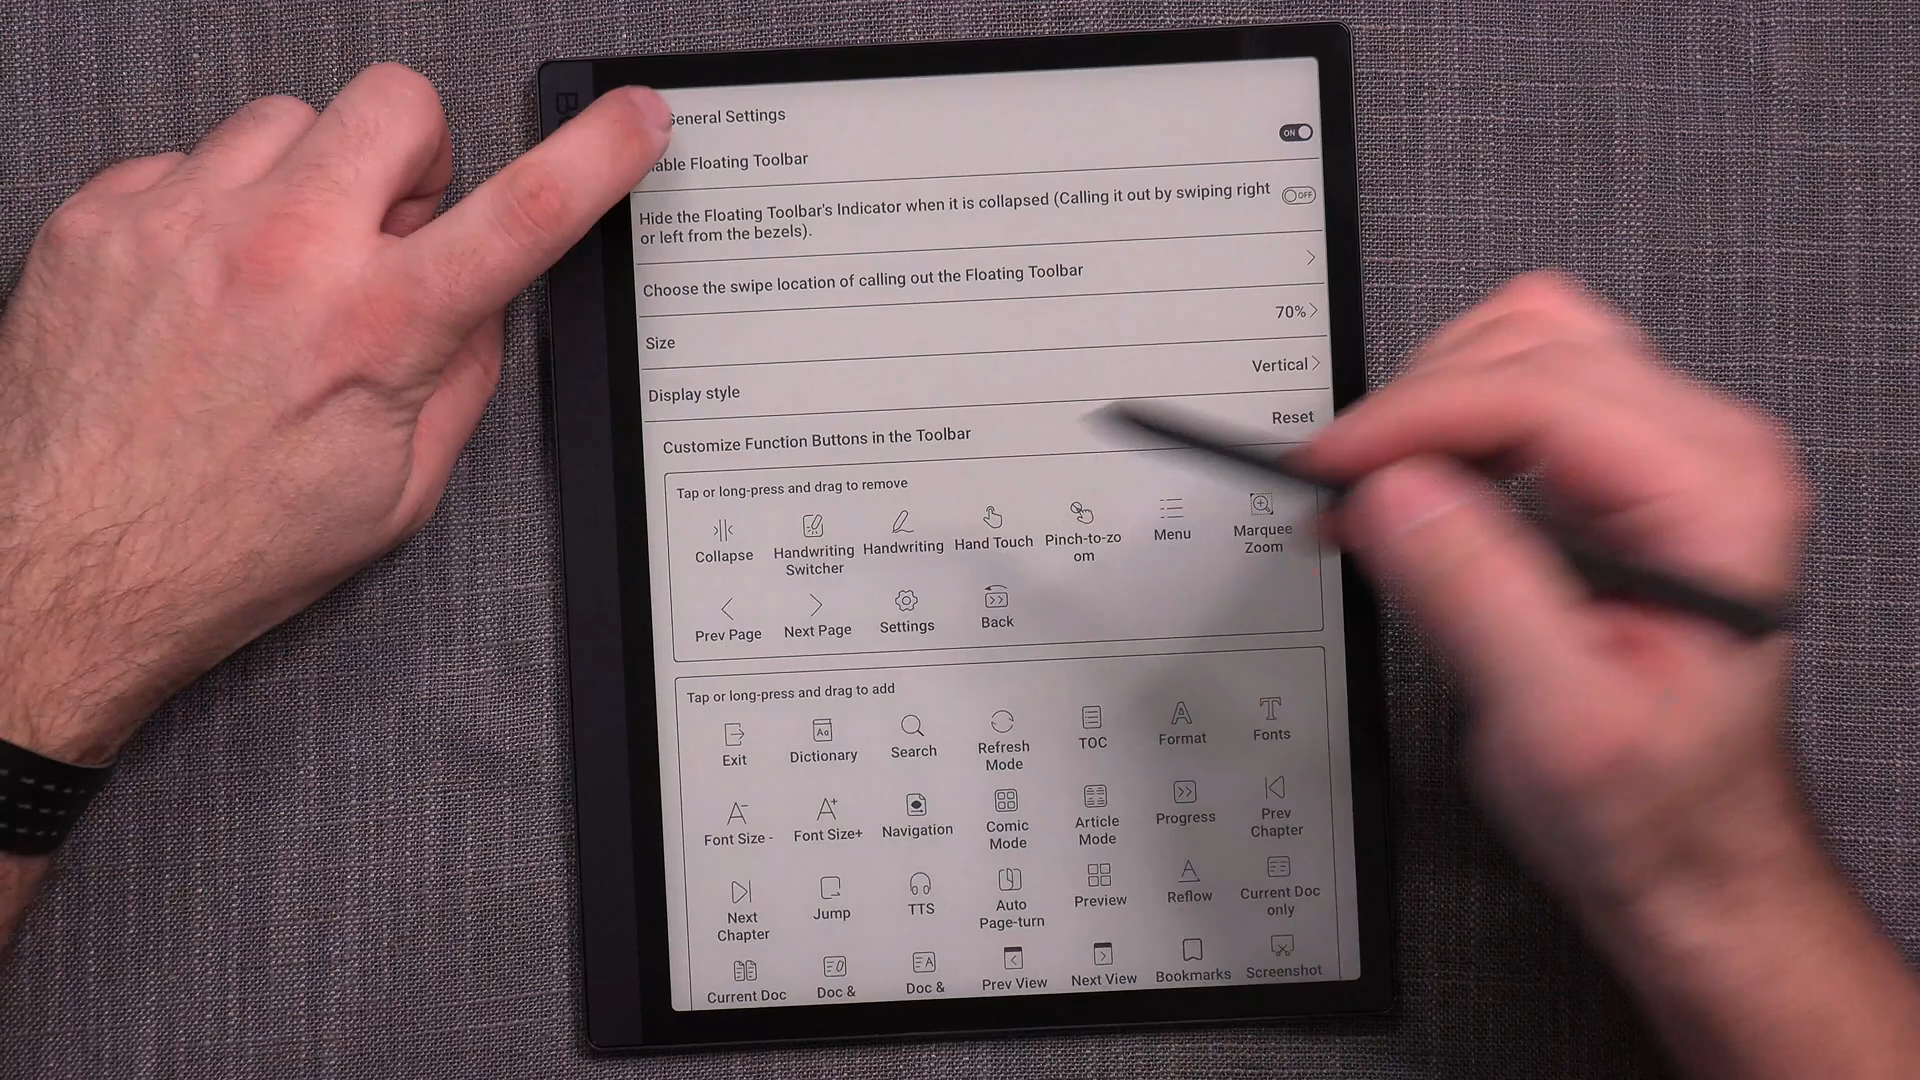 General Settings
able Floating Toolbar
ON
Hide the Floating Toolbar's Indicator when it is collapsed (Calling it out by swiping right
or left from the bezels).
OFF
Choose the swipe location of calling out the Floating Toolbar
Size
70%
Display style
Vertical
Customize Function Buttons in the Toolbar
Reset
Tap or long-press and drag to remove
Collapse
Handwriting
Switcher
Handwriting
Hand Touch
Pinch-to-zo
om
Menu
Marquee
Zoom
Prev Page
Next Page
Settings
Back
Tap or long-press and drag to add
Exit
Dictionary
Search
Refresh
Mode
TOC
Format
Fonts
Font Size -
Font Size+
Navigation
Comic
Mode
Article
Mode
Progress
Prev
Chapter
Next
Chapter
Jump
TTS
Auto
Page-turn
Preview
Reflow
Current Doc
only
Current Doc
Doc &
Doc &
Prev View
Next View
Bookmarks
Screenshot